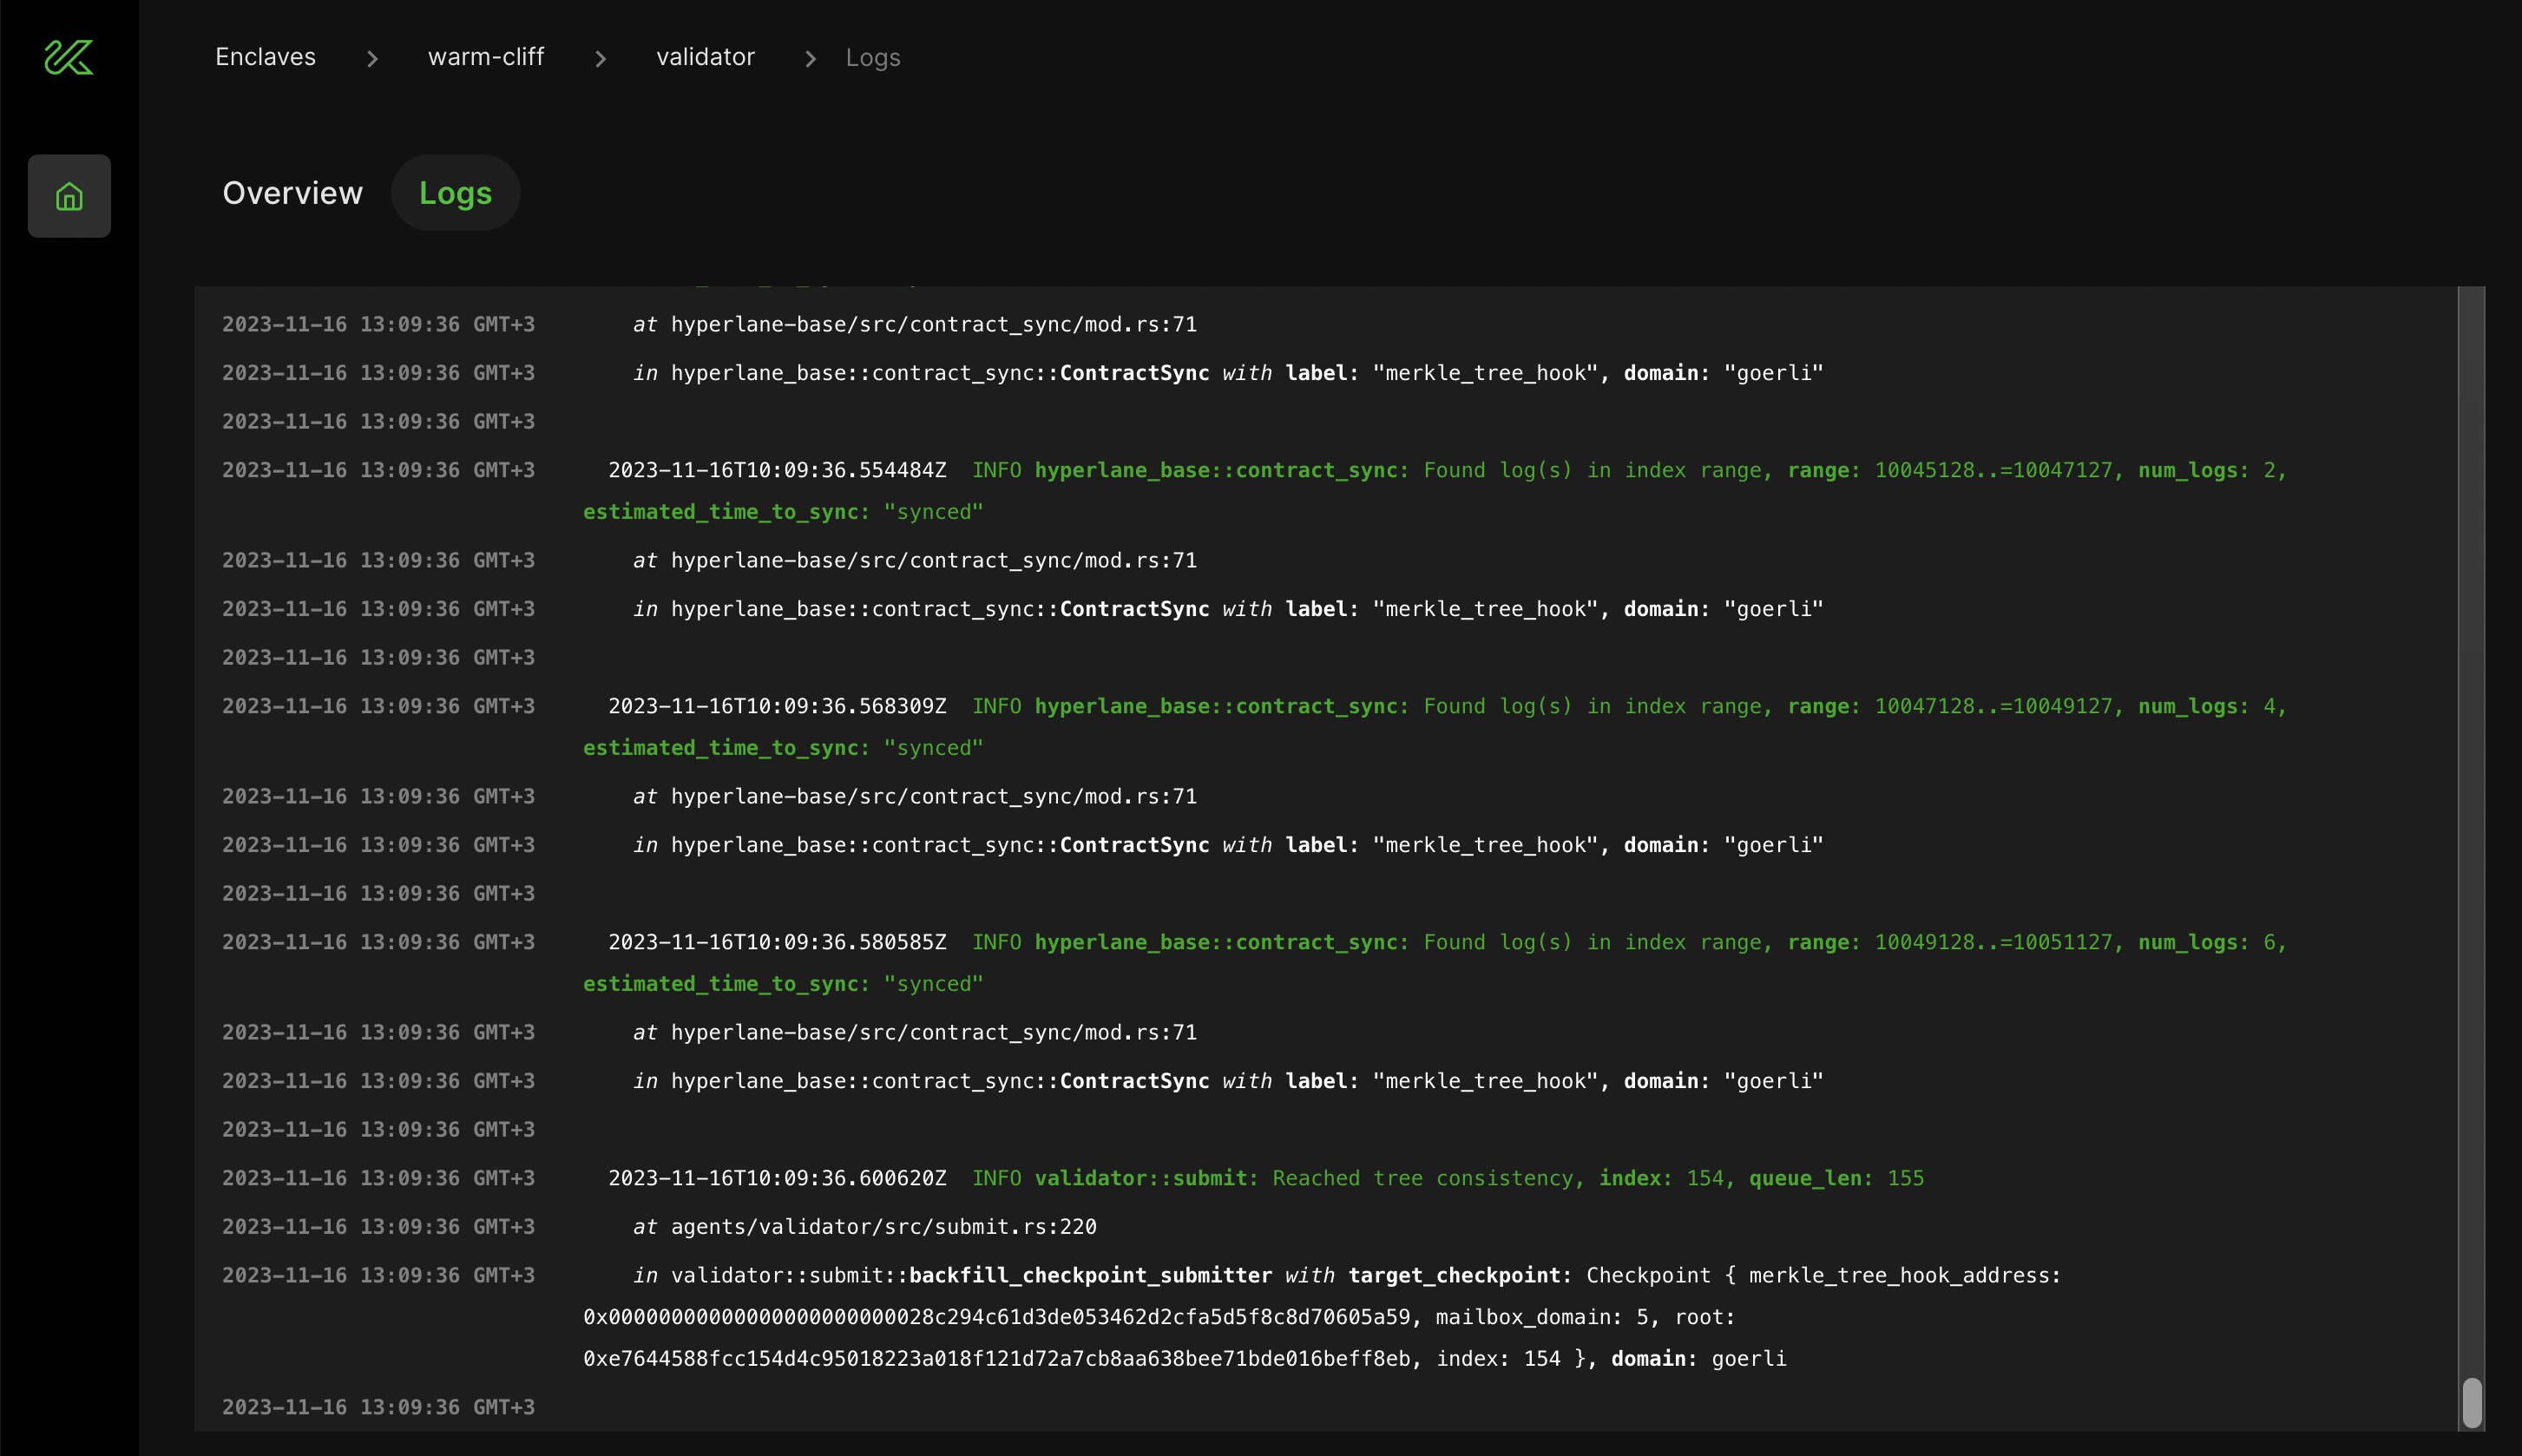 Enclaves > warm-cliff > validator > Logs
Overview Logs
2023-11-16 13:09:36 GMT+3 at hyperlane-base/src/contract_sync/mod.rs:71
2023-11-16 13:09:36 GMT+3 in hyperlane_base::contract_sync::ContractSync with label: "merkle_tree_hook", domain: "goerli"
2023-11-16 13:09:36 GMT+3
2023-11-16 13:09:36 GMT+3 2023-11-16T10:09:36.554484Z INFO hyperlane_base::contract_sync: Found log(s) in index range, range: 10045128..=10047127, num_logs: 2,
estimated_time_to_sync: "synced"
2023-11-16 13:09:36 GMT+3 at hyperlane-base/src/contract_sync/mod.rs:71
2023-11-16 13:09:36 GMT+3 in hyperlane_base::contract_sync::ContractSync with label: "merkle_tree_hook", domain: "goerli"
2023-11-16 13:09:36 GMT+3
2023-11-16 13:09:36 GMT+3 2023-11-16T10:09:36.568309Z INFO hyperlane_base::contract_sync: Found log(s) in index range, range: 10047128..=10049127, num_logs: 4,
estimated_time_to_sync: "synced"
2023-11-16 13:09:36 GMT+3 at hyperlane-base/src/contract_sync/mod.rs:71
2023-11-16 13:09:36 GMT+3 in hyperlane_base::contract_sync::ContractSync with label: "merkle_tree_hook", domain: "goerli"
2023-11-16 13:09:36 GMT+3
2023-11-16 13:09:36 GMT+3 2023-11-16T10:09:36.580585Z INFO hyperlane_base::contract_sync: Found log(s) in index range, range: 10049128..=10051127, num_logs: 6,
estimated_time_to_sync: "synced"
2023-11-16 13:09:36 GMT+3 at hyperlane-base/src/contract_sync/mod.rs:71
2023-11-16 13:09:36 GMT+3 in hyperlane_base::contract_sync::ContractSync with label: "merkle_tree_hook", domain: "goerli"
2023-11-16 13:09:36 GMT+3
2023-11-16 13:09:36 GMT+3 2023-11-16T10:09:36.600620Z INFO validator::submit: Reached tree consistency, index: 154, queue_len: 155
2023-11-16 13:09:36 GMT+3 at agents/validator/src/submit.rs:220
2023-11-16 13:09:36 GMT+3 in validator::submit::backfill_checkpoint_submitter with target_checkpoint: Checkpoint { merkle_tree_hook_address:
0x00000000000000000000000028c294c61d3de053462d2cfa5d5f8c8d70605a59, mailbox_domain: 5, root:
0xe7644588fcc154d4c95018223a018f121d72a7cb8aa638bee71bde016beff8eb, index: 154 }, domain: goerli
2023-11-16 13:09:36 GMT+3